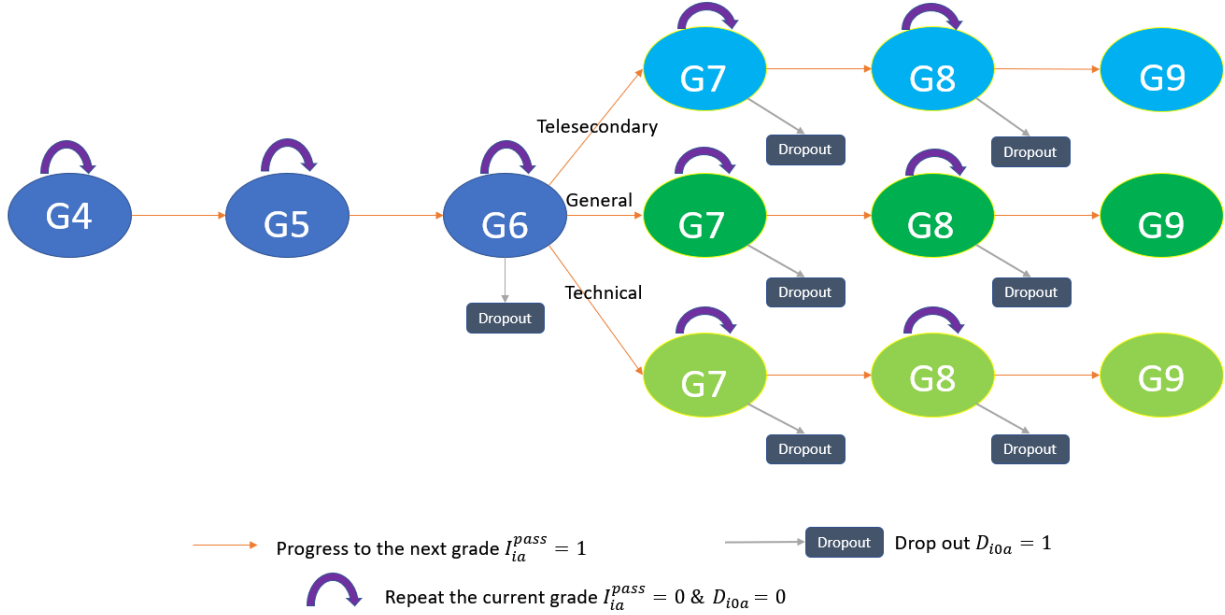 G7 G8 G9
Telesecondary
Dropout Dropout
G4 G5 G6 General G7 G8 G9
Dropout Dropout
Technical
Dropout
G7 G8 G9
Dropout Dropout
Progress to the next grade $I_{ia}^{pass} = 1$ Dropout Drop out $D_{i0a} = 1$
Repeat the current grade $I_{ia}^{pass} = 0$ & $D_{i0a} = 0$